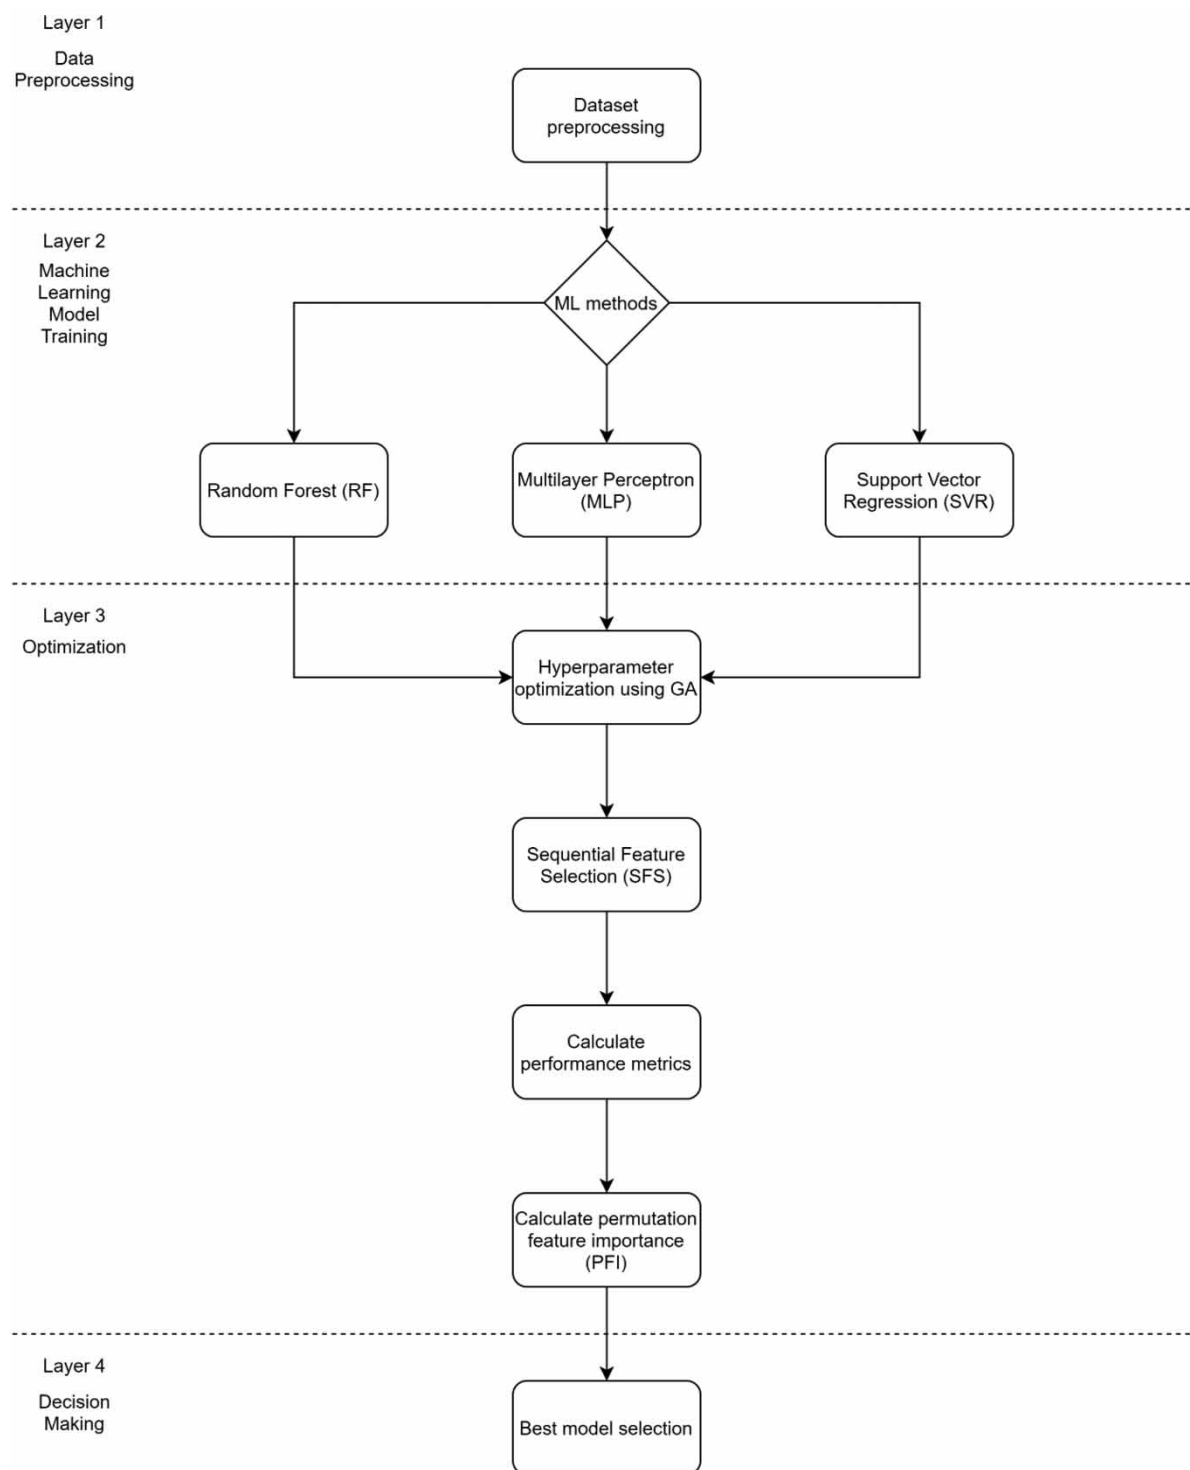 Layer 1
Data
Preprocessing
Dataset
preprocessing
Layer 2
Machine
Learning
Model
Training
ML methods
Random Forest (RF)
Multilayer Perceptron
(MLP)
Support Vector
Regression (SVR)
Layer 3
Optimization
Hyperparameter
optimization using GA
Sequential Feature
Selection (SFS)
Calculate
performance metrics
Calculate permutation
feature importance
(PFI)
Layer 4
Decision
Making
Best model selection